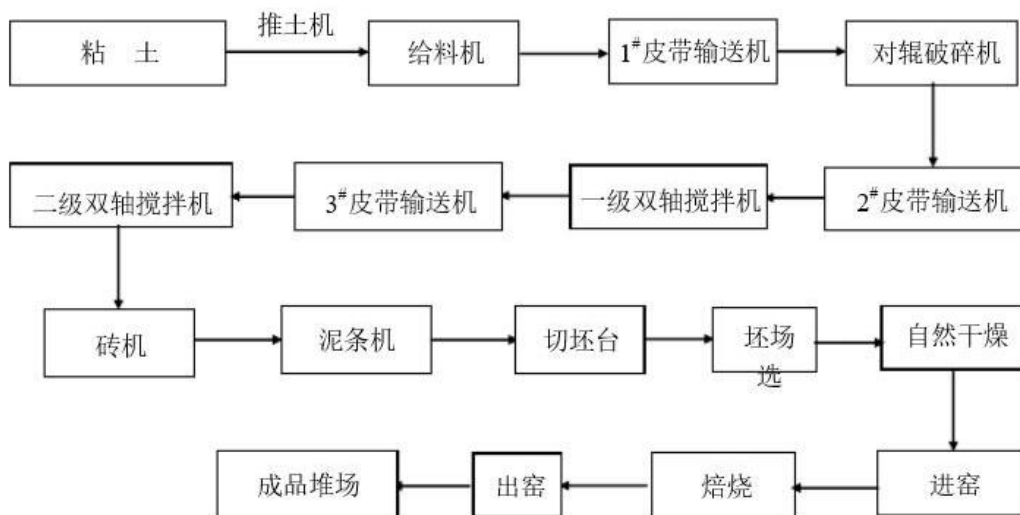 粘 土
推土机
给料机
1#皮带输送机
对辊破碎机
二级双轴搅拌机
3#皮带输送机
一级双轴搅拌机
2#皮带输送机
砖机
泥条机
切坯台
坯场
选
自然干燥
成品堆场
出窑
焙烧
进窑